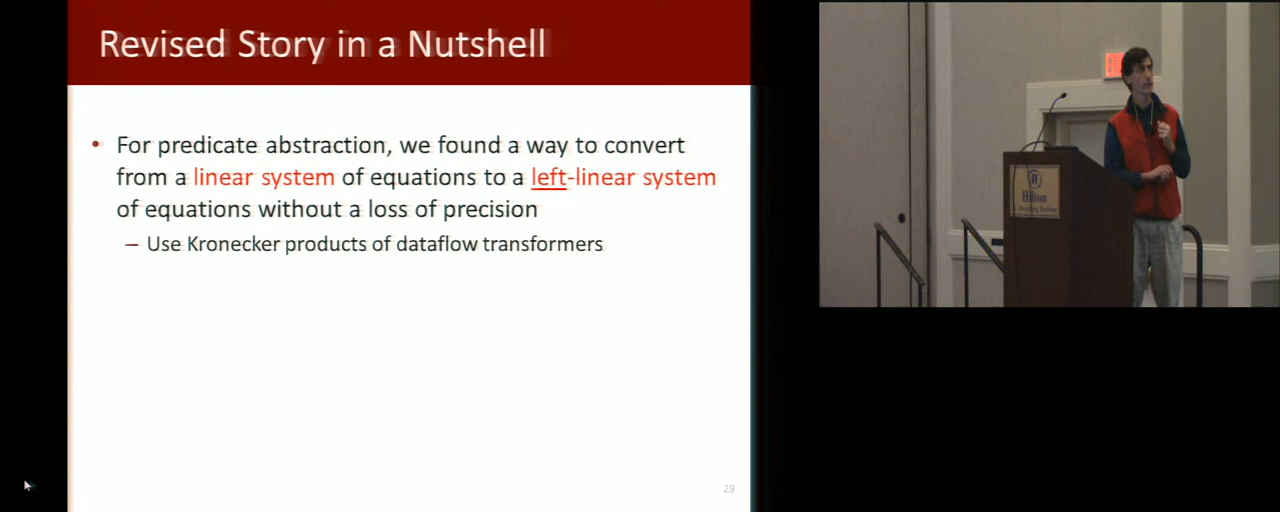 Revised Story in a Nutshell
• For predicate abstraction, we found a way to convert
from a linear system of equations to a left-linear system
of equations without a loss of precision
– Use Kronecker products of dataflow transformers
29
Hilton